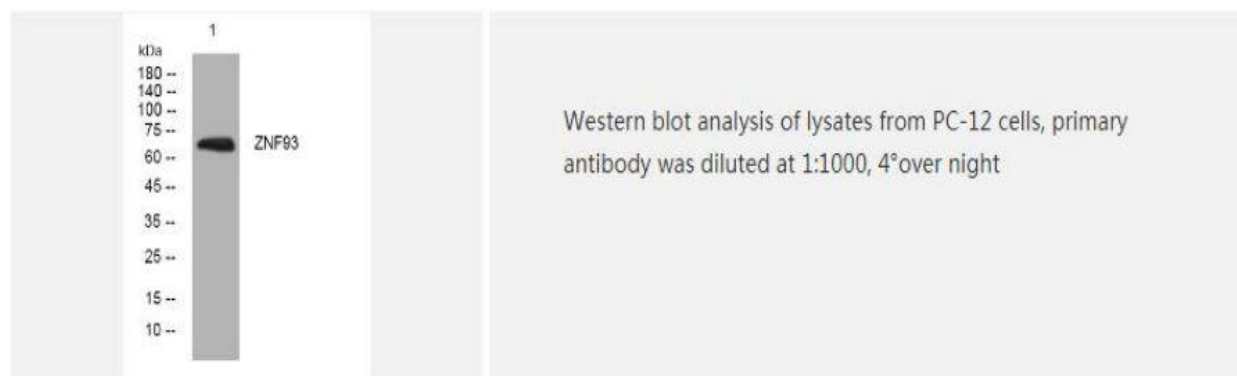 1
kDa
180 --
140 --
100 --
75 --
ZNF93
60 --
45 --
35 --
25 --
15 --
10 --
Western blot analysis of lysates from PC-12 cells, primary
antibody was diluted at 1:1000, 4°over night